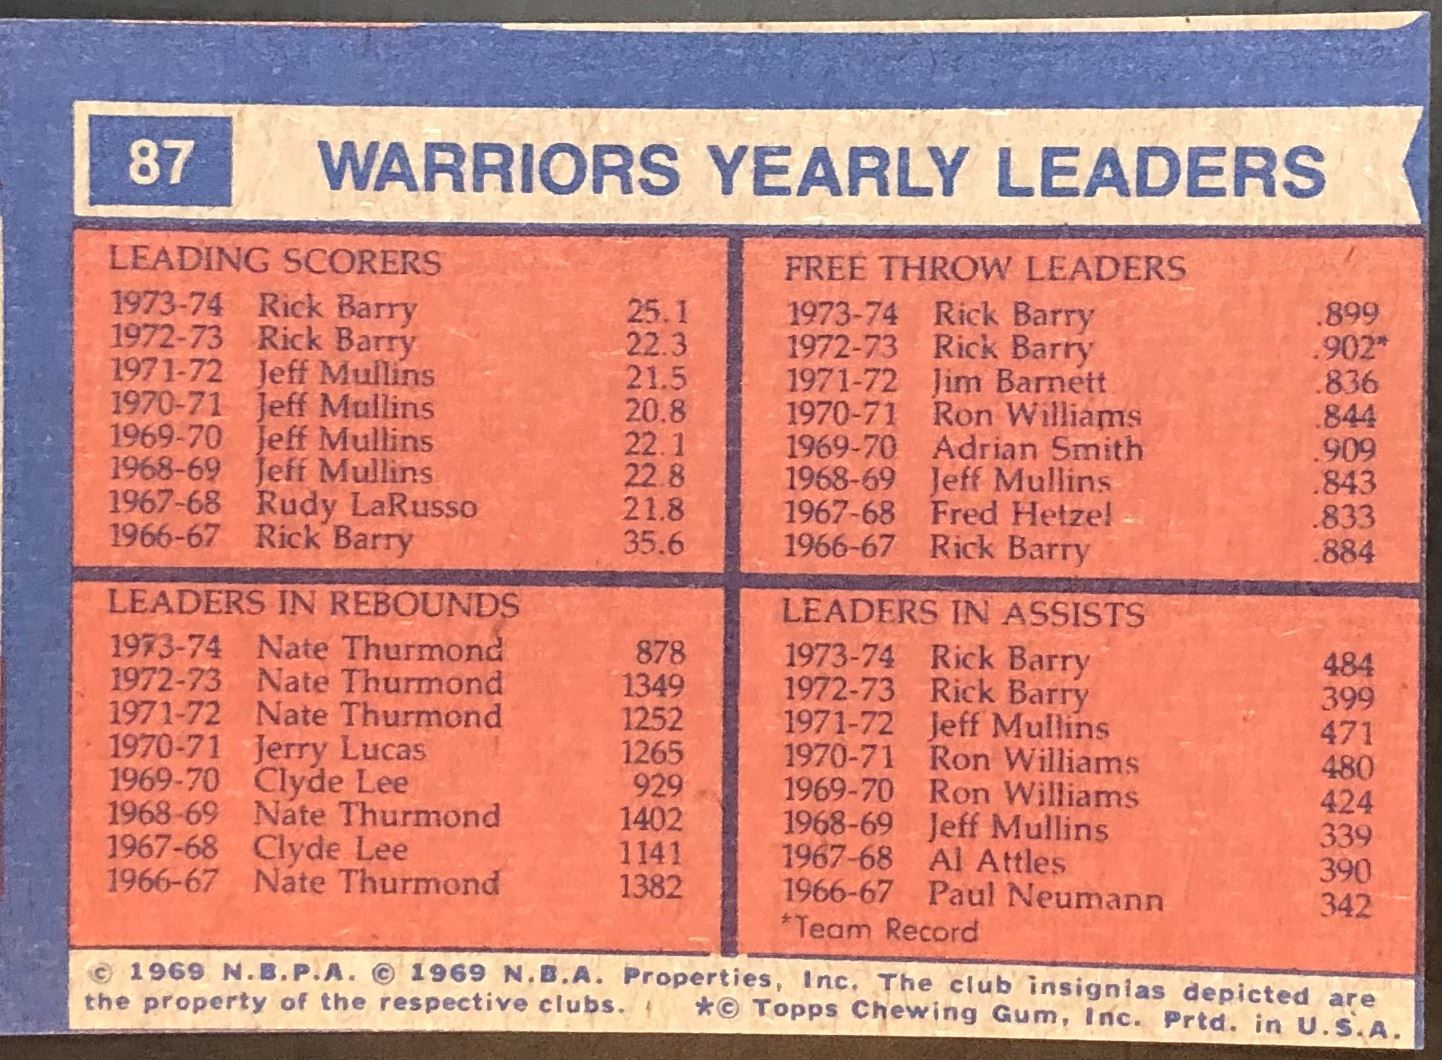 87 WARRIORS YEARLY LEADERS
LEADING SCORERS
1973-74 Rick Barry 25.1
1972-73 Rick Barry 22.3
1971-72 Jeff Mullins 21.5
1970-71 Jeff Mullins 20.8
1969-70 Jeff Mullins 22.1
1968-69 Jeff Mullins 22.8
1967-68 Rudy LaRusso 21.8
1966-67 Rick Barry 35.6
FREE THROW LEADERS
1973-74 Rick Barry .899
1972-73 Rick Barry .902*
1971-72 Jim Barnett .836
1970-71 Ron Williams .844
1969-70 Adrian Smith .909
1968-69 Jeff Mullins .843
1967-68 Fred Hetzel .833
1966-67 Rick Barry .884
LEADERS IN REBOUNDS
1973-74 Nate Thurmond 878
1972-73 Nate Thurmond 1349
1971-72 Nate Thurmond 1252
1970-71 Jerry Lucas 1265
1969-70 Clyde Lee 929
1968-69 Nate Thurmond 1402
1967-68 Clyde Lee 1141
1966-67 Nate Thurmond 1382
LEADERS IN ASSISTS
1973-74 Rick Barry 484
1972-73 Rick Barry 399
1971-72 Jeff Mullins 471
1970-71 Ron Williams 480
1969-70 Ron Williams 424
1968-69 Jeff Mullins 339
1967-68 Al Attles 390
1966-67 Paul Neumann 342
*Team Record
© 1969 N.B.P.A. © 1969 N.B.A. Properties, Inc. The club insignias depicted are
the property of the respective clubs. *© Topps Chewing Gum, Inc. Prtd. in U.S.A.